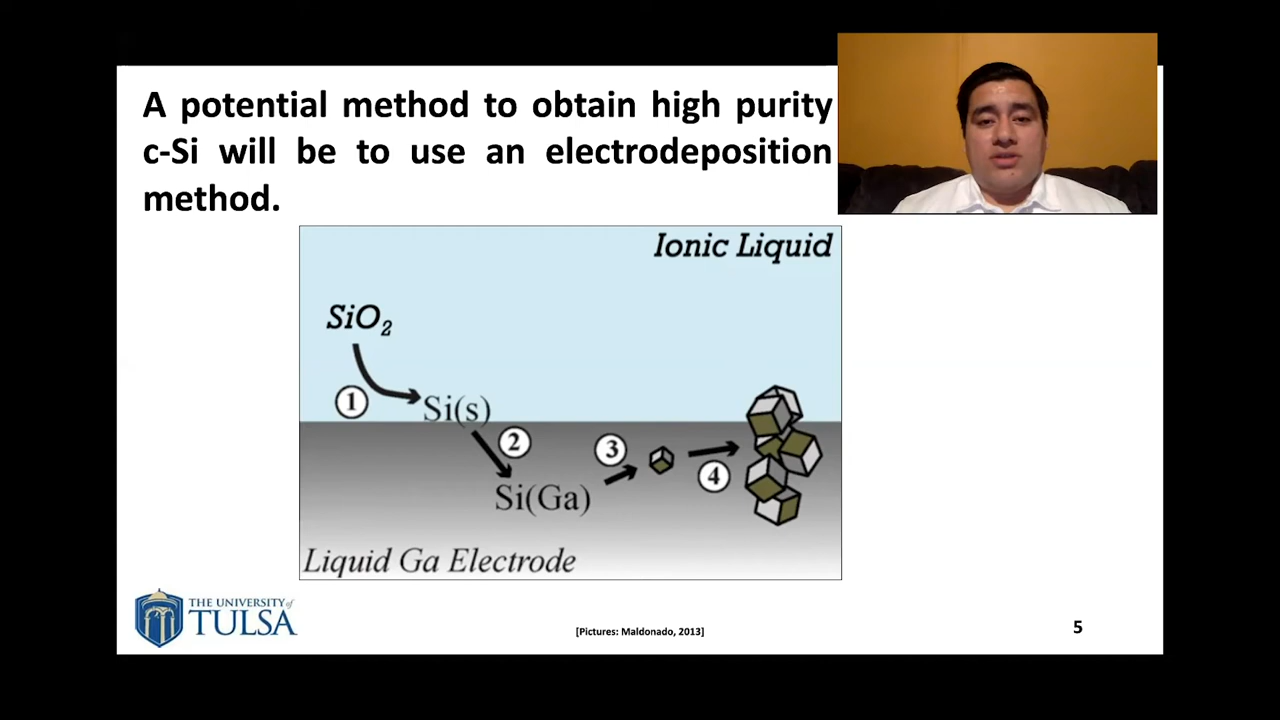 A potential method to obtain high purity
c-Si will be to use an electrodeposition
method.
Ionic Liquid
SiO₂
1
Si(s)
2
3
4
Si(Ga)
Liquid Ga Electrode
THE UNIVERSITY of
TULSA
[Pictures: Maldonado, 2013]
5